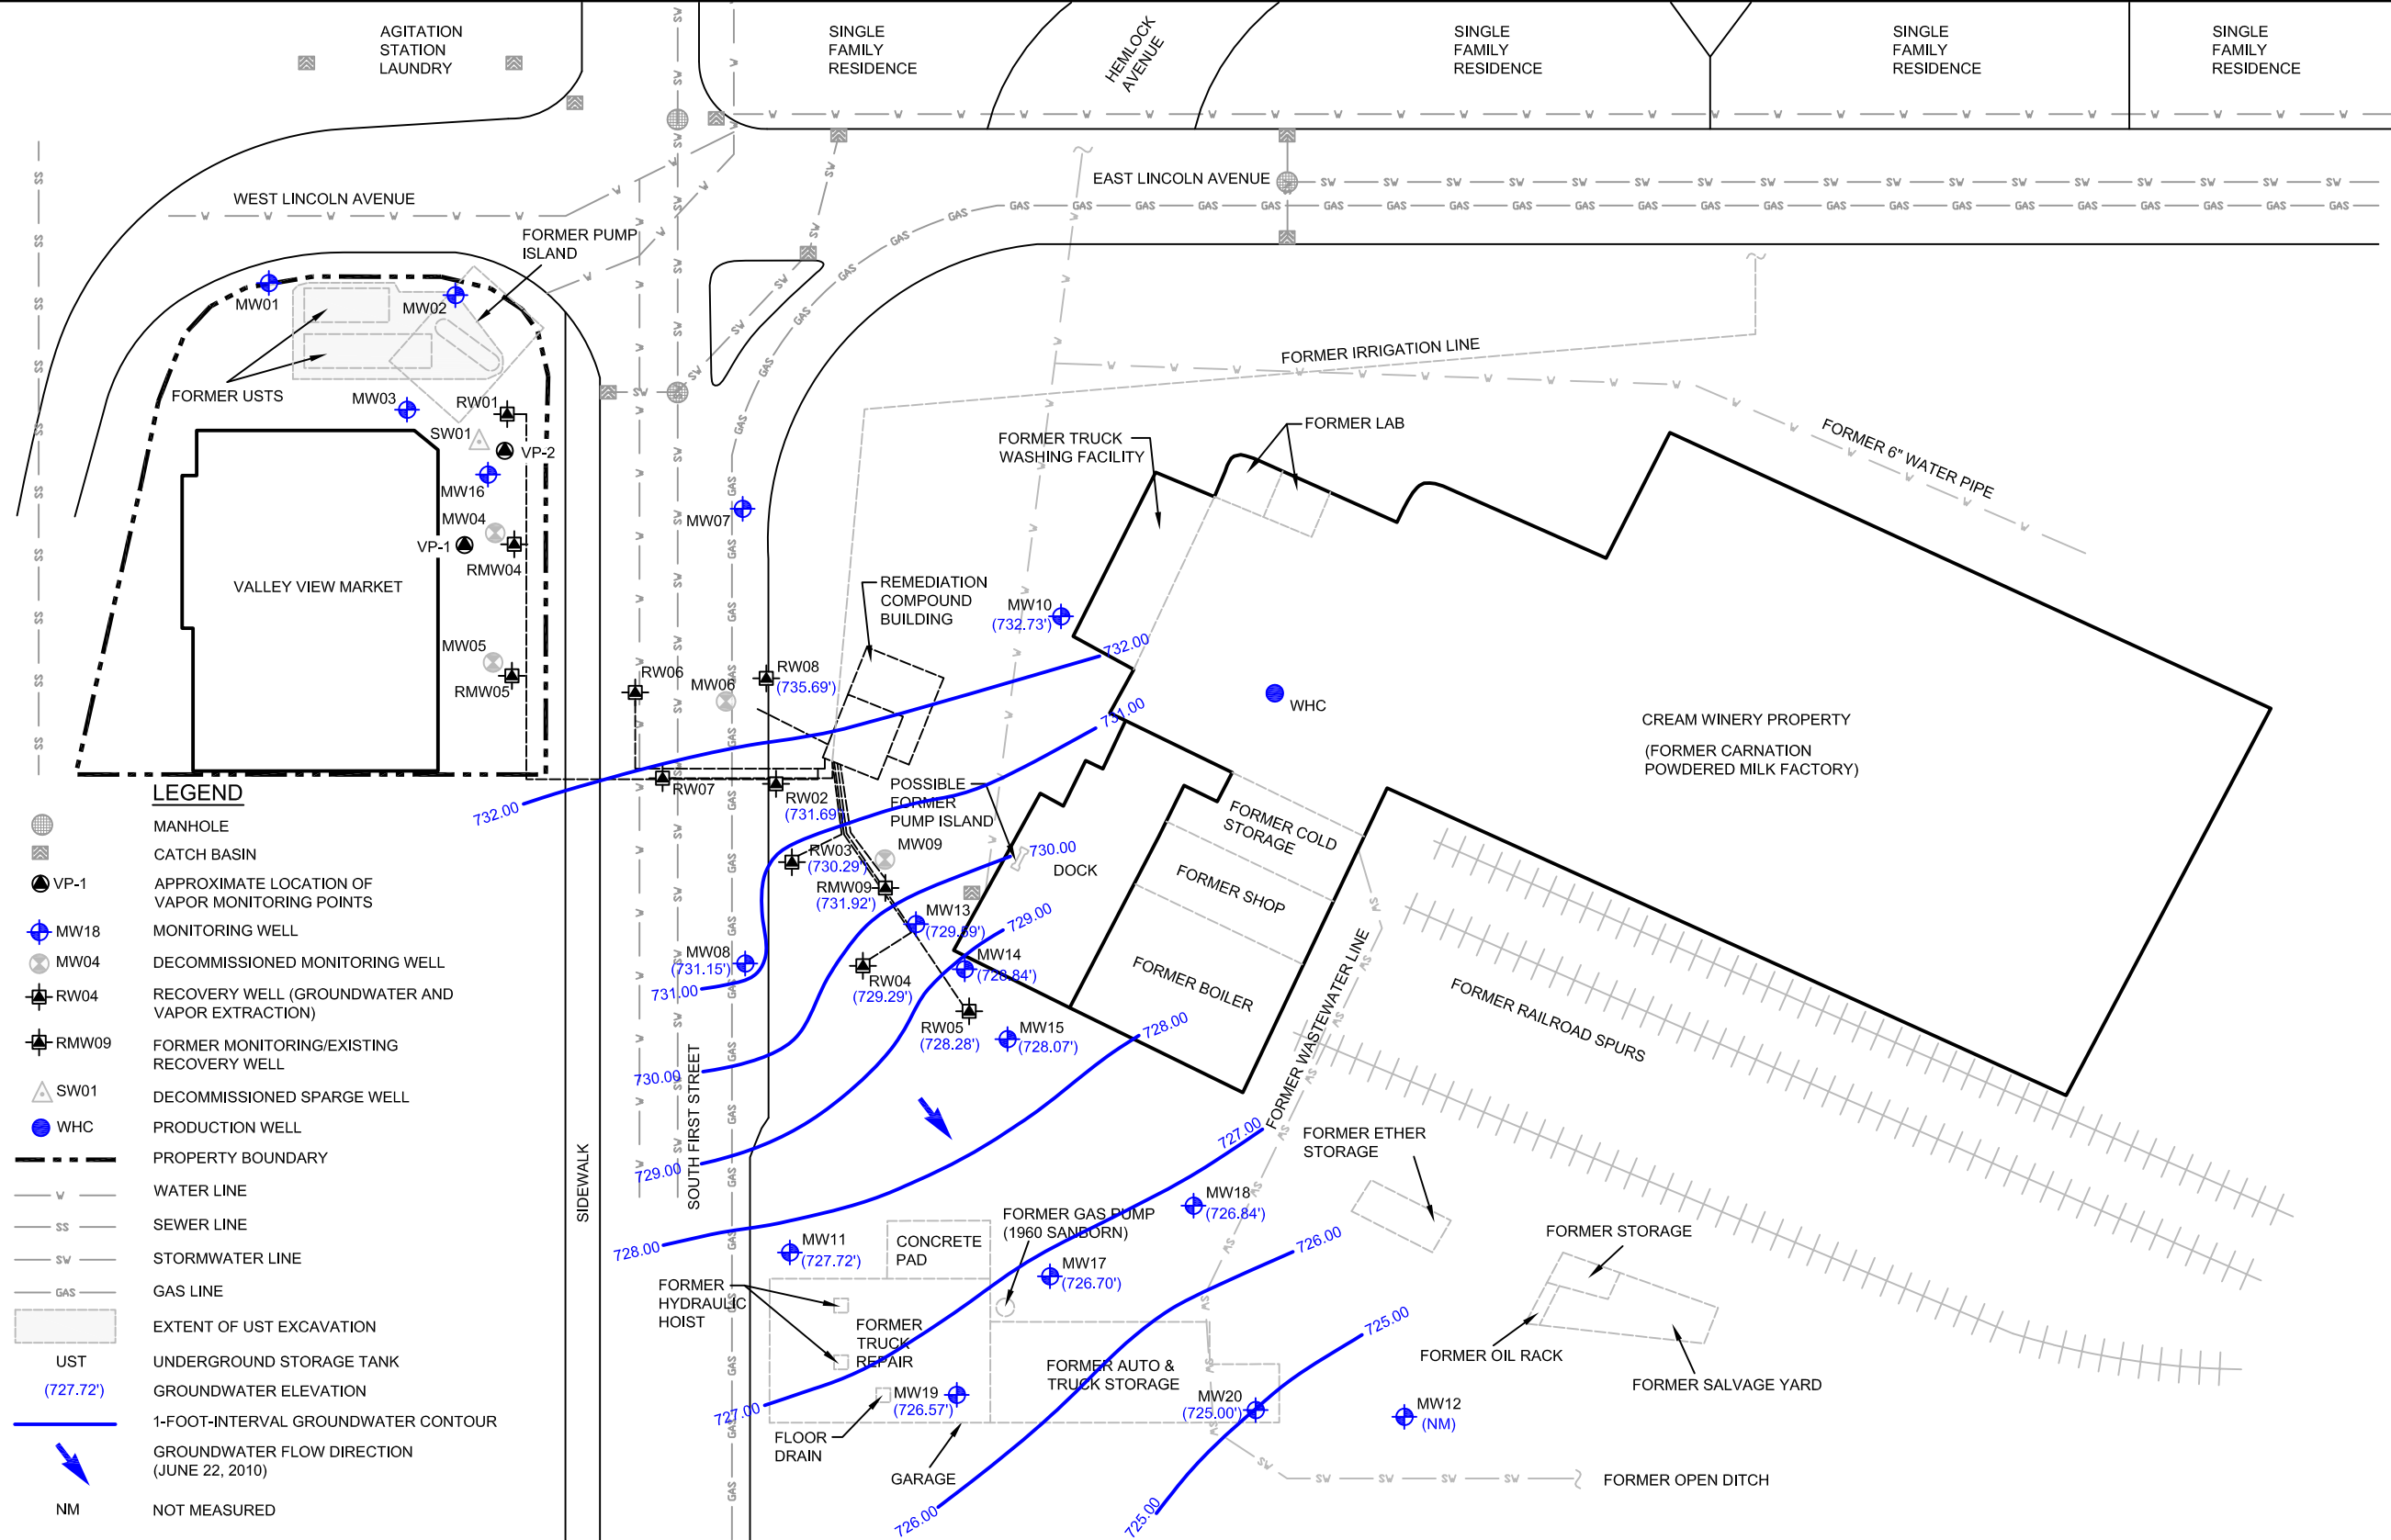 AGITATION
STATION
LAUNDRY
SINGLE
FAMILY
RESIDENCE
HEMLOCK
AVENUE
SINGLE
FAMILY
RESIDENCE
SINGLE
FAMILY
RESIDENCE
SINGLE
FAMILY
RESIDENCE
WEST LINCOLN AVENUE
EAST LINCOLN AVENUE
FORMER PUMP
ISLAND
MW01
MW02
FORMER USTS
MW03
RW01
SW01
VP-2
MW16
MW04
VP-1
RMW04
MW05
RMW05
VALLEY VIEW MARKET
MW07
FORMER IRRIGATION LINE
FORMER 6" WATER PIPE
FORMER TRUCK
WASHING FACILITY
FORMER LAB
REMEDIATION
COMPOUND
BUILDING
MW10
(732.73')
732.00
731.00
WHC
CREAM WINERY PROPERTY
(FORMER CARNATION
POWDERED MILK FACTORY)
RW06
MW06
RW08
(735.69')
RW07
RW02
(731.69')
732.00
POSSIBLE
FORMER
PUMP ISLAND
RW03
(730.29')
MW09
RMW09
(731.92')
730.00
DOCK
FORMER COLD
STORAGE
FORMER SHOP
FORMER BOILER
MW13
(729.59')
729.00
MW14
(728.84')
MW08
(731.15')
731.00
RW04
(729.29')
RW05
(728.28')
MW15
(728.07')
728.00
FORMER WASTEWATER LINE
FORMER RAILROAD SPURS
730.00
729.00
728.00
SOUTH FIRST STREET
SIDEWALK
727.00
FORMER ETHER
STORAGE
MW18
(726.84')
FORMER GAS PUMP
(1960 SANBORN)
MW11
(727.72')
CONCRETE
PAD
MW17
(726.70')
726.00
FORMER STORAGE
FORMER
HYDRAULIC
HOIST
FORMER
TRUCK
REPAIR
FORMER AUTO &
TRUCK STORAGE
725.00
FORMER OIL RACK
FORMER SALVAGE YARD
727.00
MW19
(726.57')
MW20
(725.00')
MW12
(NM)
FLOOR
DRAIN
GARAGE
726.00
725.00
FORMER OPEN DITCH
LEGEND
MANHOLE
CATCH BASIN
VP-1 APPROXIMATE LOCATION OF
VAPOR MONITORING POINTS
MW18 MONITORING WELL
MW04 DECOMMISSIONED MONITORING WELL
RW04 RECOVERY WELL (GROUNDWATER AND
VAPOR EXTRACTION)
RMW09 FORMER MONITORING/EXISTING
RECOVERY WELL
SW01 DECOMMISSIONED SPARGE WELL
WHC PRODUCTION WELL
PROPERTY BOUNDARY
W WATER LINE
SS SEWER LINE
SW STORMWATER LINE
GAS GAS LINE
EXTENT OF UST EXCAVATION
UST UNDERGROUND STORAGE TANK
(727.72') GROUNDWATER ELEVATION
1-FOOT-INTERVAL GROUNDWATER CONTOUR
GROUNDWATER FLOW DIRECTION
(JUNE 22, 2010)
NM NOT MEASURED